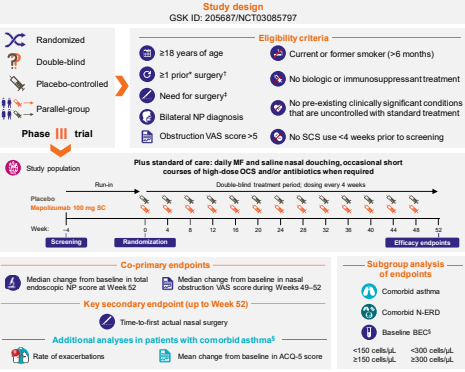 Study design
GSK ID: 205687/NCT03085797
Randomized
Double-blind
Placebo-controlled
Parallel-group
Phase III trial
Eligibility criteria
≥18 years of age
≥1 prior* surgery†
Need for surgery‡
Bilateral NP diagnosis
Obstruction VAS score >5
Current or former smoker (>6 months)
No biologic or immunosuppressant treatment
No pre-existing clinically significant conditions
that are uncontrolled with standard treatment
No SCS use <4 weeks prior to screening
Study population
Plus standard of care: daily MF and saline nasal douching, occasional short
courses of high-dose OCS and/or antibiotics when required
Run-in
Double-blind treatment period; dosing every 4 weeks
Placebo
Mepolizumab 100 mg SC
Week: –4 0 4 8 12 16 20 24 28 32 36 40 44 48 52
Screening
Randomization
Efficacy endpoints
Co-primary endpoints
Median change from baseline in total
endoscopic NP score at Week 52
Median change from baseline in nasal
obstruction VAS score during Weeks 49–52
Key secondary endpoint (up to Week 52)
Time-to-first actual nasal surgery
Additional analyses in patients with comorbid asthma§
Rate of exacerbations
Mean change from baseline in ACQ-5 score
Subgroup analysis
of endpoints
Comorbid asthma
Comorbid N-ERD
Baseline BEC§
<150 cells/µL <300 cells/µL
≥150 cells/µL ≥300 cells/µL